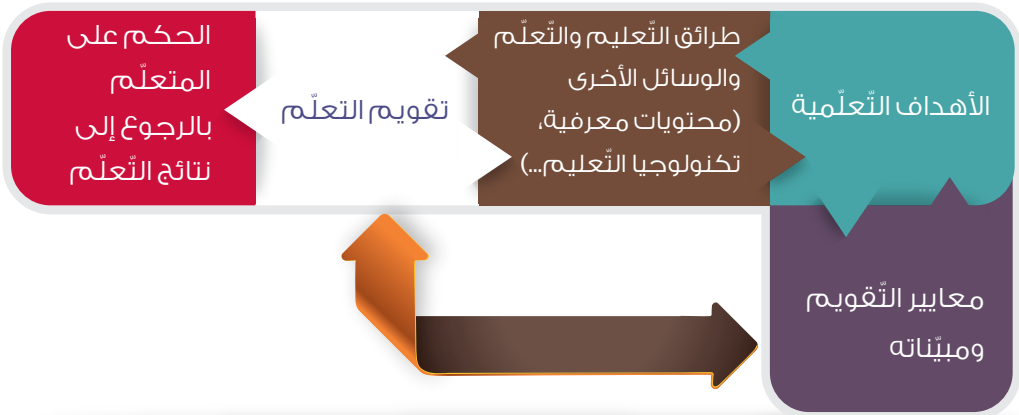 الأهداف التّعلّمية
طرائق التّعليم والتّعلّم
والوسائل الأخرى
(محتويات معرفية،
تكنولوجيا التّعليم...)
تقويم التعلّم
الحكم على
المتعلّم
بالرجوع إلى
نتائج التّعلّم
معايير التّقويم
ومبيّناته